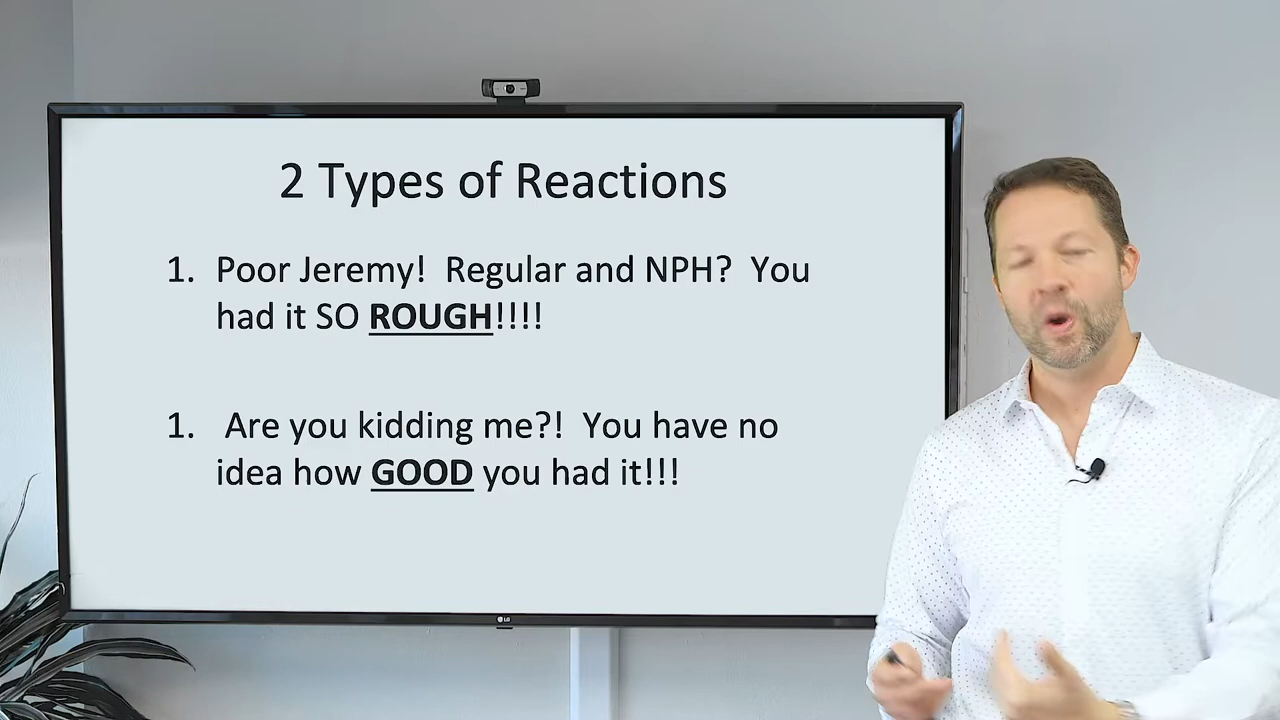 2 Types of Reactions
1. Poor Jeremy! Regular and NPH? You
had it SO ROUGH!!!!
1. Are you kidding me?! You have no
idea how GOOD you had it!!!
LG